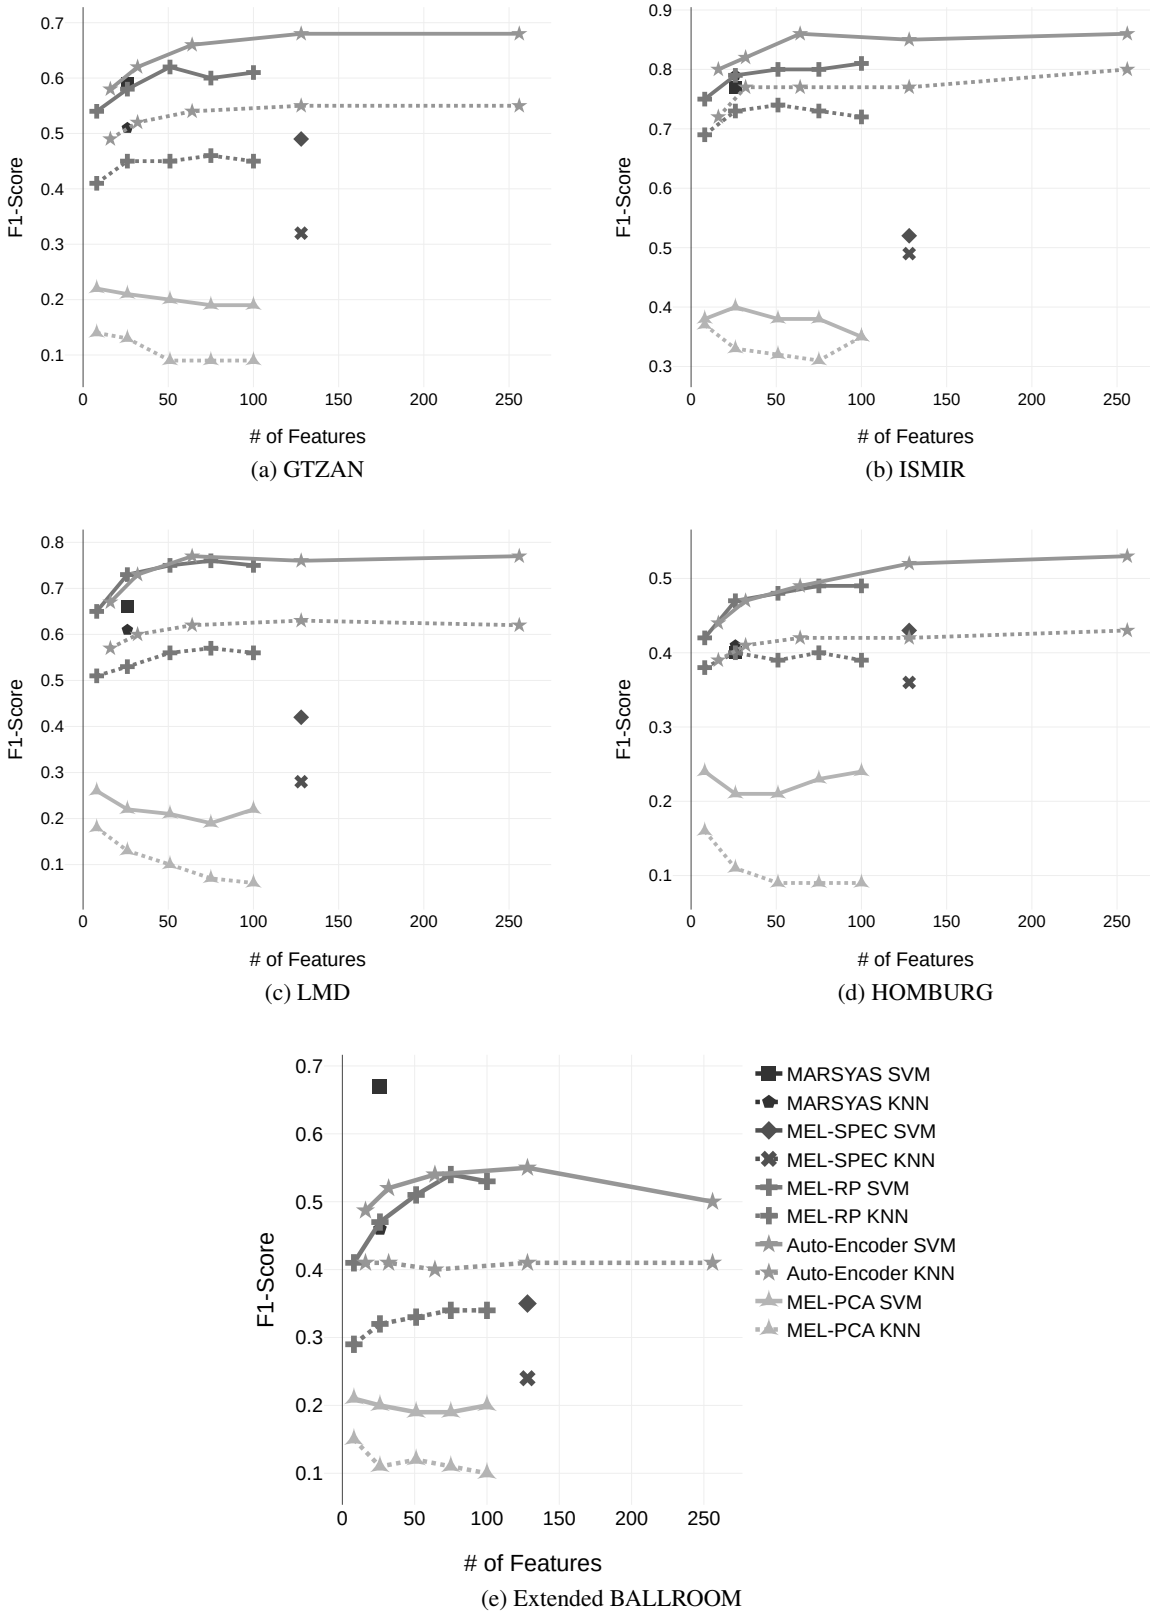 0.7
0.6
0.5
0.4
0.3
0.2
0.1
F1-Score
0 50 100 150 200 250
# of Features
(a) GTZAN
0.9
0.8
0.7
0.6
0.5
0.4
0.3
F1-Score
0 50 100 150 200 250
# of Features
(b) ISMIR
0.8
0.7
0.6
0.5
0.4
0.3
0.2
0.1
F1-Score
0 50 100 150 200 250
# of Features
(c) LMD
0.5
0.4
0.3
0.2
0.1
F1-Score
0 50 100 150 200 250
# of Features
(d) HOMBURG
0.7
0.6
0.5
0.4
0.3
0.2
0.1
F1-Score
0 50 100 150 200 250
# of Features
MARSYAS SVM
MARSYAS KNN
MEL-SPEC SVM
MEL-SPEC KNN
MEL-RP SVM
MEL-RP KNN
Auto-Encoder SVM
Auto-Encoder KNN
MEL-PCA SVM
MEL-PCA KNN
(e) Extended BALLROOM